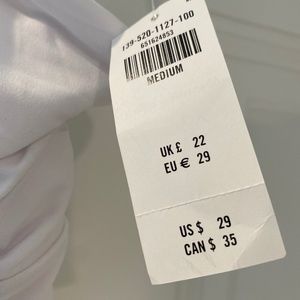 139-520-1127-100
651624853
MEDIUM
UK £ 22
EU € 29
US $ 29
CAN $ 35